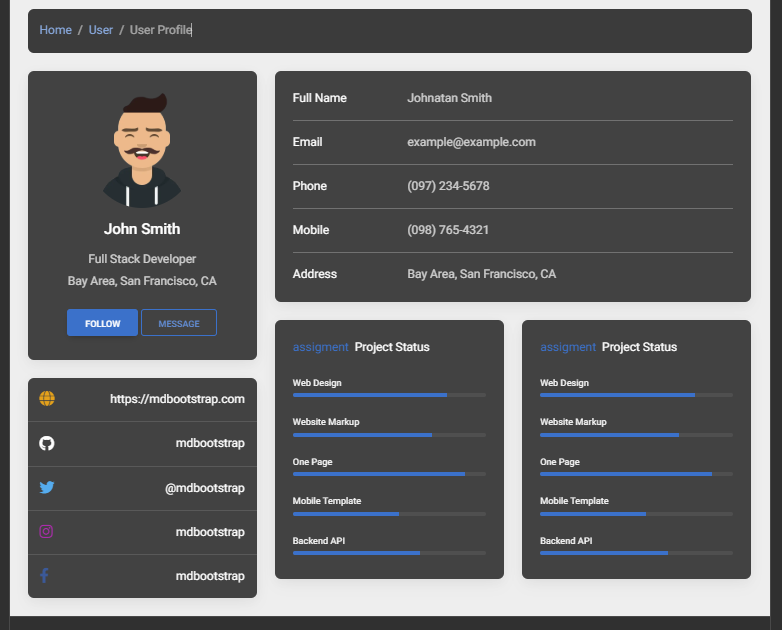 Home / User / User Profile
John Smith
Full Stack Developer
Bay Area, San Francisco, CA
FOLLOW MESSAGE
https://mdbootstrap.com
mdbootstrap
@mdbootstrap
mdbootstrap
mdbootstrap
Full Name Johnatan Smith
Email example@example.com
Phone (097) 234-5678
Mobile (098) 765-4321
Address Bay Area, San Francisco, CA
assigment Project Status
Web Design
Website Markup
One Page
Mobile Template
Backend API
assigment Project Status
Web Design
Website Markup
One Page
Mobile Template
Backend API